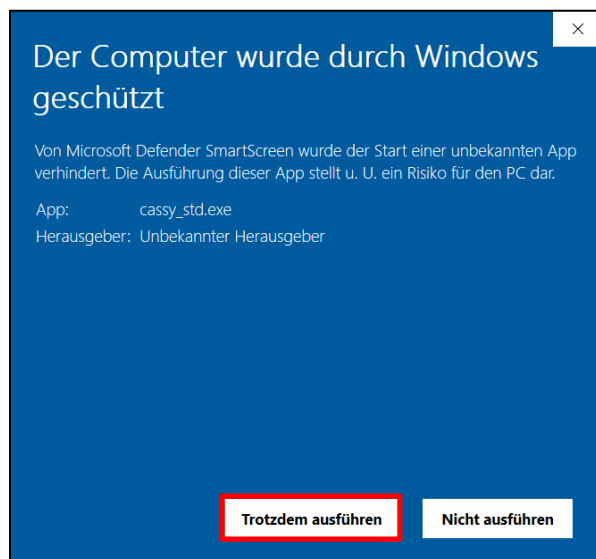 Der Computer wurde durch Windows
geschützt
Von Microsoft Defender SmartScreen wurde der Start einer unbekannten App
verhindert. Die Ausführung dieser App stellt u. U. ein Risiko für den PC dar.
App: cassy_std.exe
Herausgeber: Unbekannter Herausgeber
Trotzdem ausführen Nicht ausführen